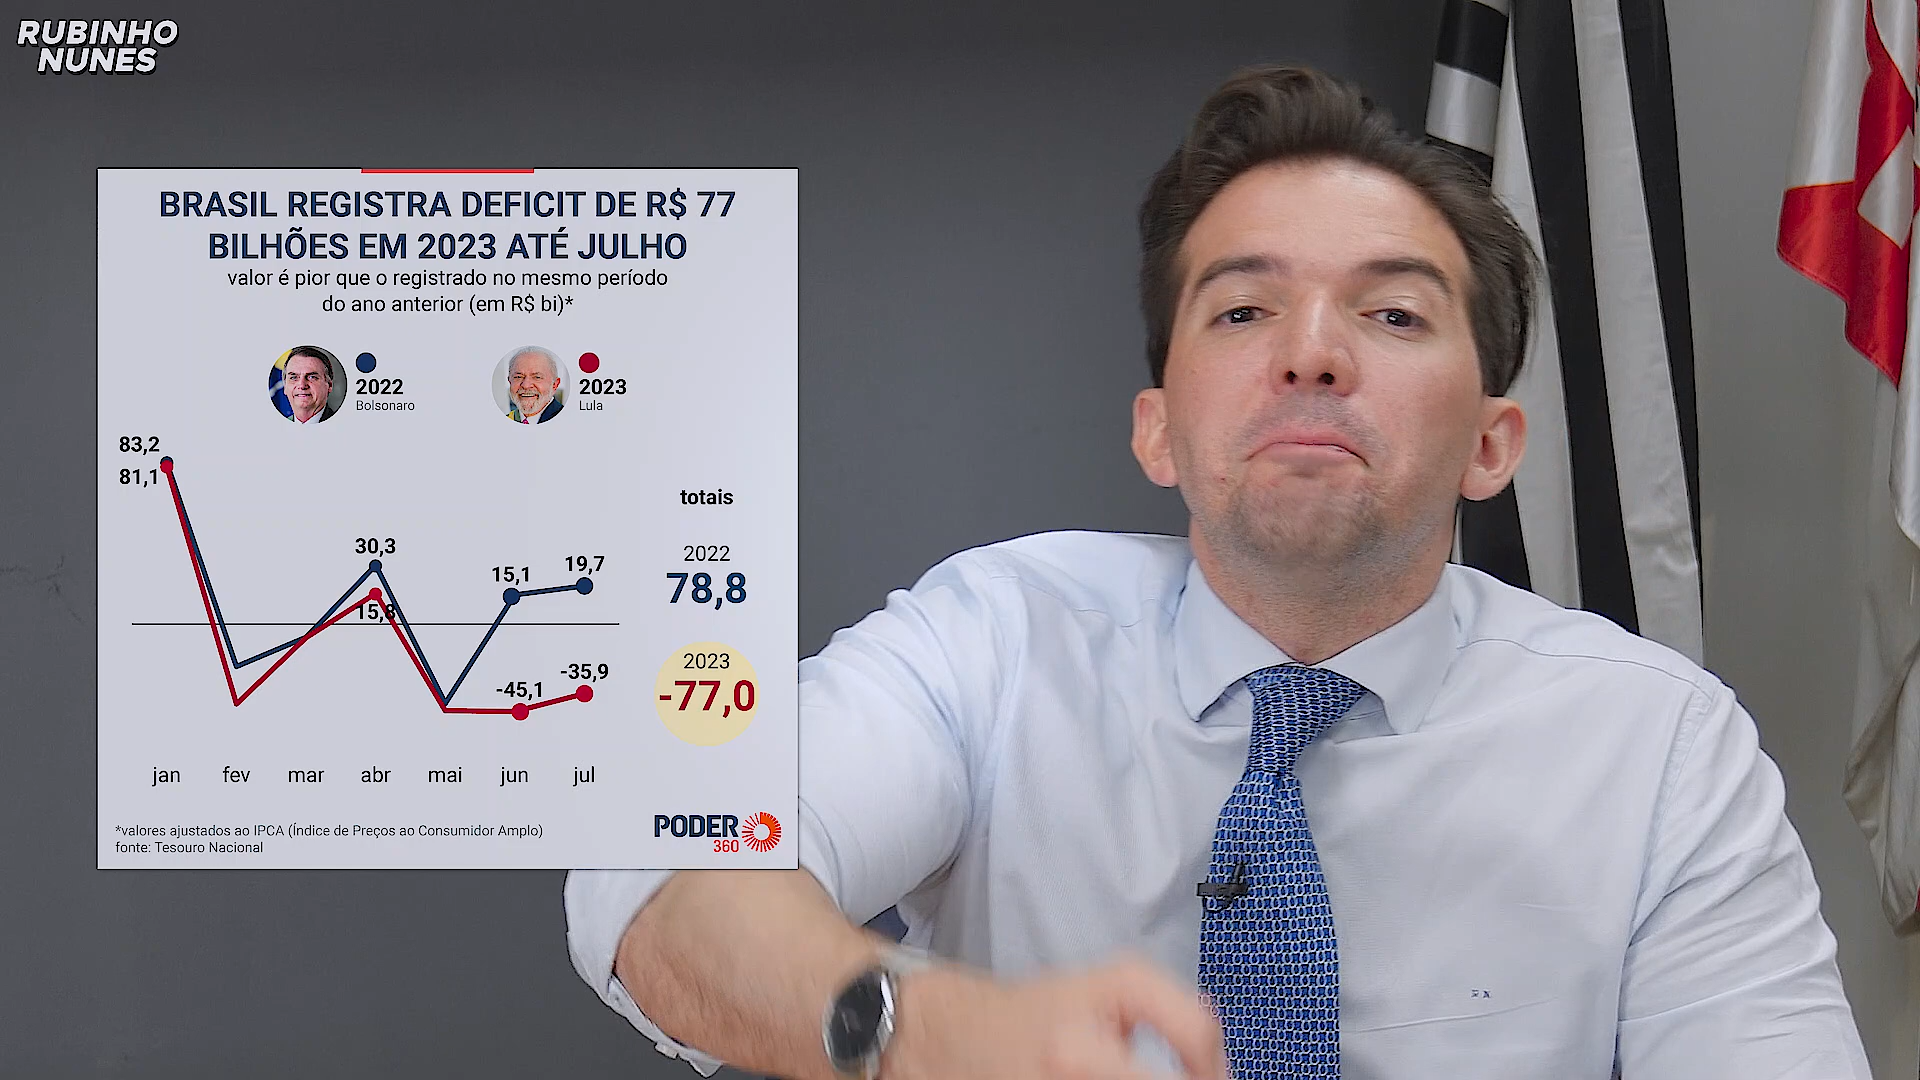 RUBINHO
NUNES
BRASIL REGISTRA DEFICIT DE R$ 77
BILHÕES EM 2023 ATÉ JULHO
valor é pior que o registrado no mesmo período
do ano anterior (em R$ bi)*
2022
Bolsonaro
2023
Lula
83,2
81,1
30,3
15,8
15,1
19,7
-45,1
-35,9
totais
2022
78,8
2023
-77,0
jan fev mar abr mai jun jul
*valores ajustados ao IPCA (Índice de Preços ao Consumidor Amplo)
fonte: Tesouro Nacional
PODER
360
R N